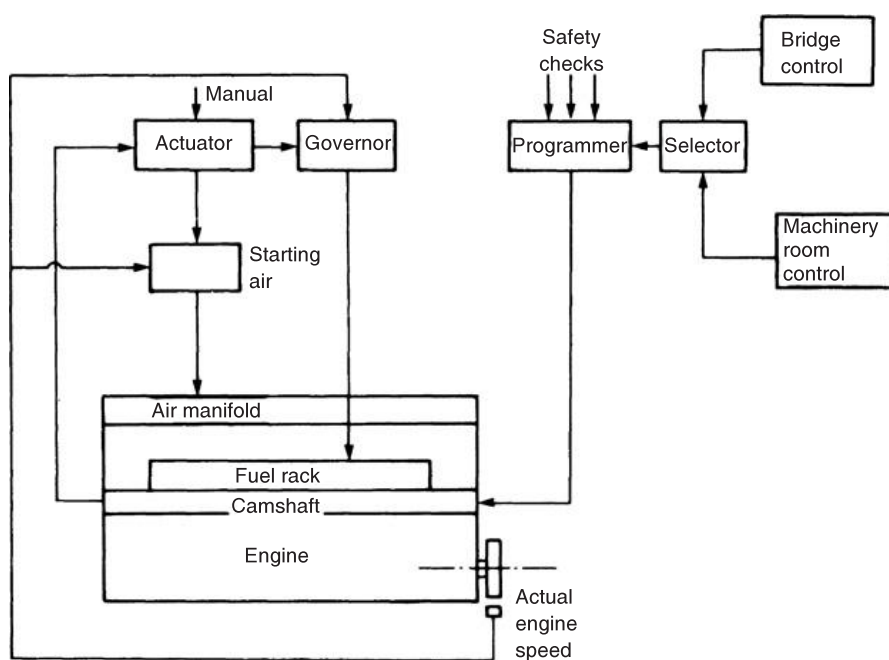 Bridge
control
Safety
checks
Manual
Actuator
Governor
Programmer
Selector
Starting
air
Machinery
room
control
Air manifold
Fuel rack
Camshaft
Engine
Actual
engine
speed